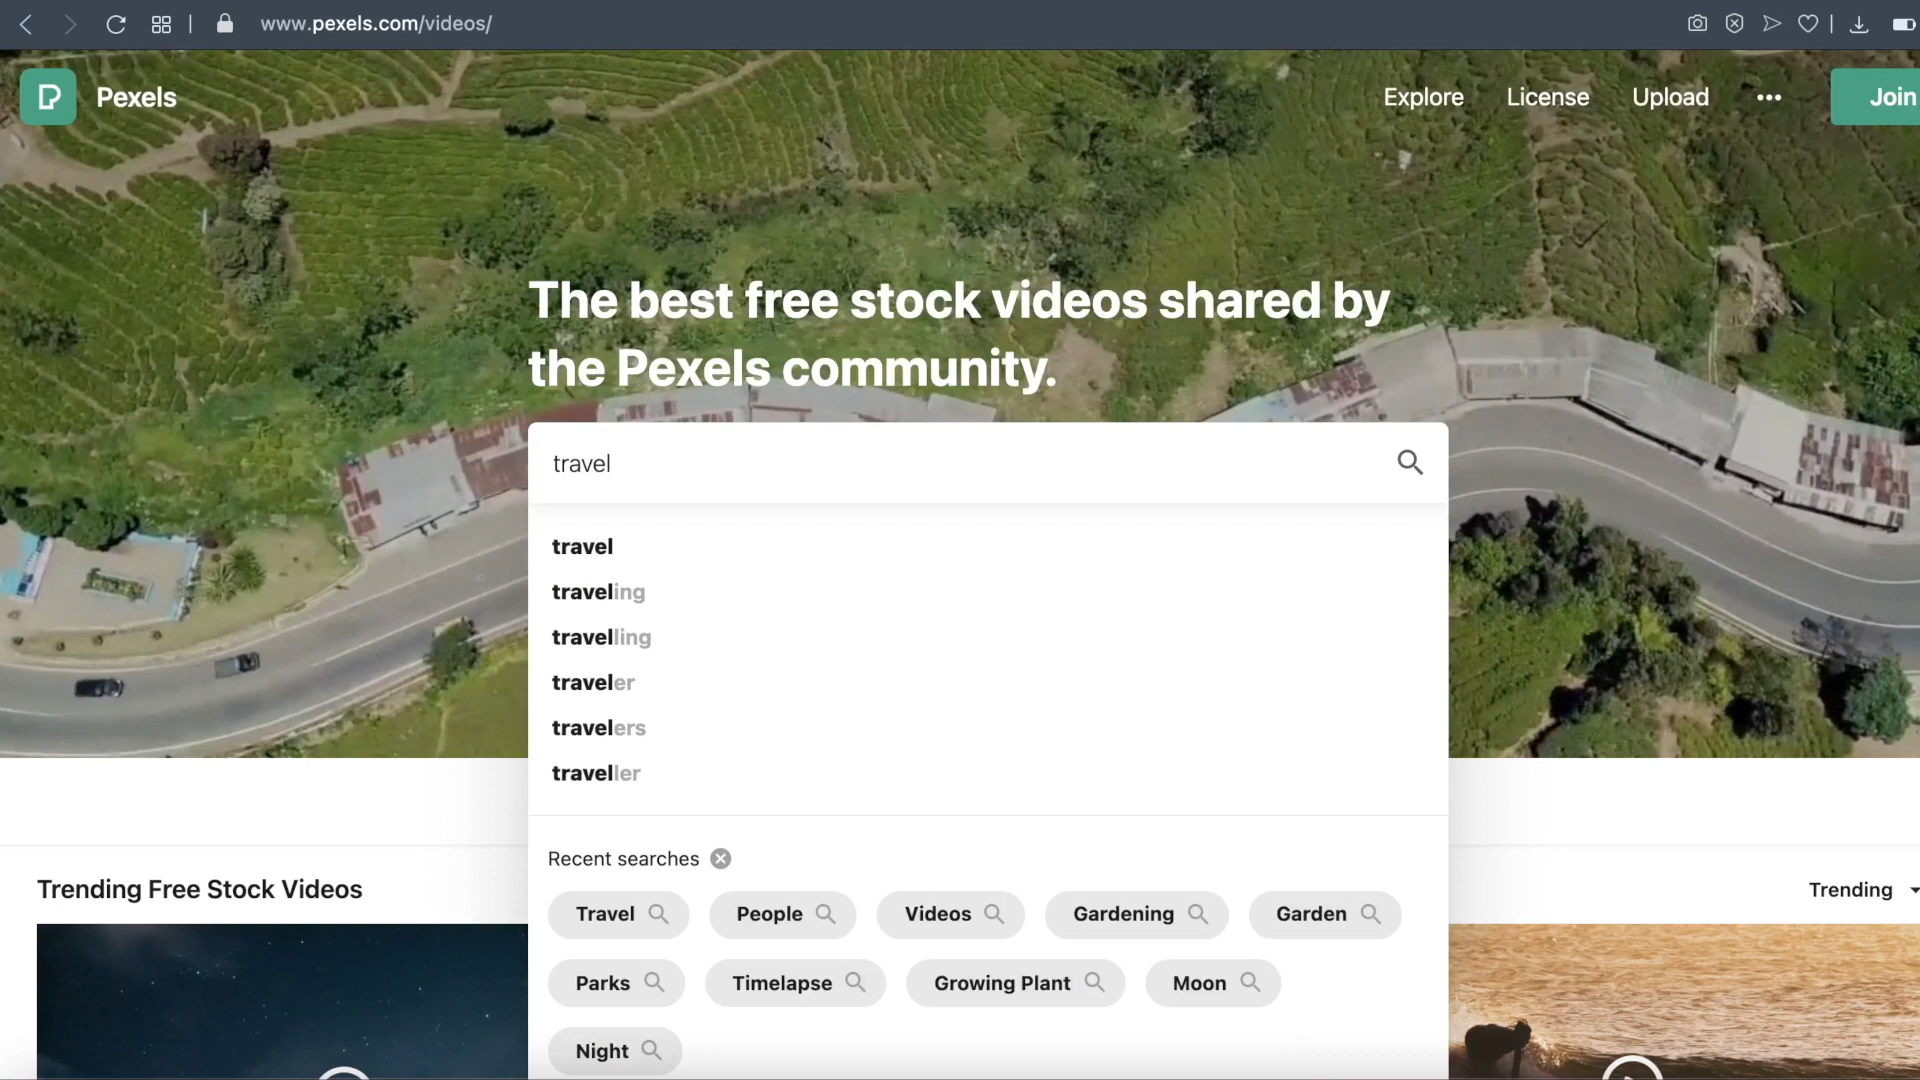 www.pexels.com/videos/
Pexels
Explore License Upload ••• Join
The best free stock videos shared by
the Pexels community.
travel
travel
traveling
travelling
traveler
travelers
traveller
Recent searches
Trending Free Stock Videos
Trending
Travel People Videos Gardening Garden
Parks Timelapse Growing Plant Moon
Night